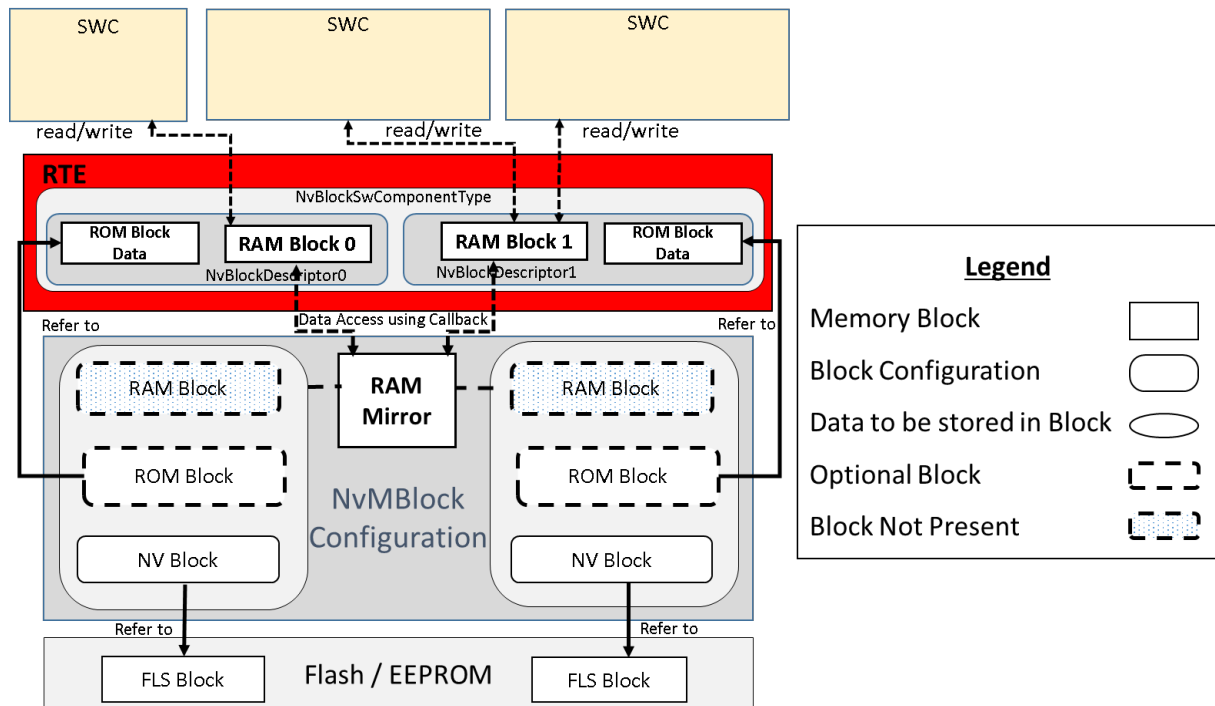 SWC
SWC
SWC
read/write
read/write
read/write
RTE
NvBlockSwComponentType
ROM Block
Data
RAM Block 0
RAM Block 1
ROM Block
Data
NvBlockDescriptor0
NvBlockDescriptor1
Refer to
Data Access using Callback
Refer to
RAM Block
RAM
Mirror
RAM Block
ROM Block
ROM Block
NvMBlock
Configuration
NV Block
NV Block
Refer to
Refer to
FLS Block
Flash / EEPROM
FLS Block
Legend
Memory Block
Block Configuration
Data to be stored in Block
Optional Block
Block Not Present